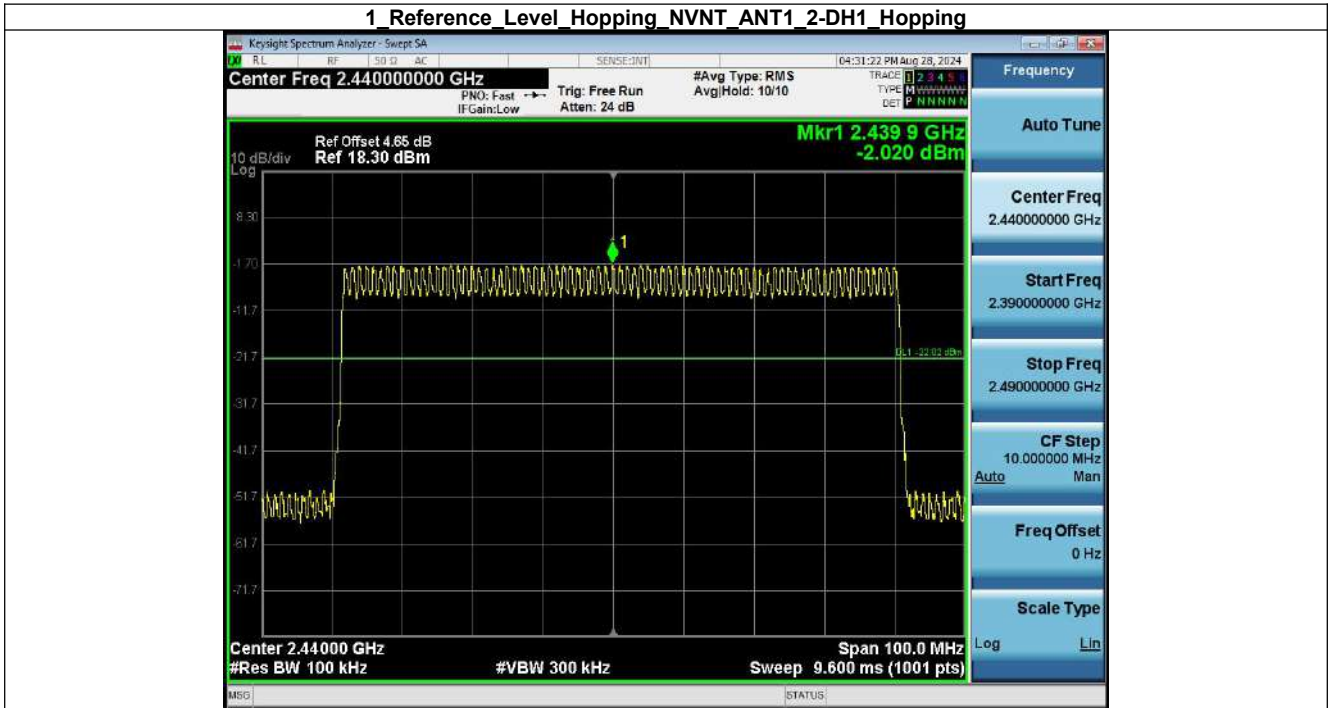 1_Reference_Level_Hopping_NVNT_ANT1_2-DH1_Hopping
Keysight Spectrum Analyzer - Swept SA
RL RF 50 Ω AC SENSE:INT 04:31:22 PM Aug 28, 2024
Center Freq 2.440000000 GHz
PNO: Fast
IFGain:Low
Trig: Free Run
Atten: 24 dB
#Avg Type: RMS
Avg|Hold: 10/10
TRACE 1 2 3 4 5 6
TYPE M WWWWW
DET P N N N N N
Ref Offset 4.65 dB
10 dB/div Ref 18.30 dBm
Log
Mkr1 2.439 9 GHz
-2.020 dBm
8.30
-1.70
-11.7
-21.7
-31.7
-41.7
-51.7
-61.7
-71.7
1
DL1 -22.02 dBm
Center 2.44000 GHz Span 100.0 MHz
#Res BW 100 kHz #VBW 300 kHz Sweep 9.600 ms (1001 pts)
MSG STATUS
Frequency
Auto Tune
Center Freq
2.440000000 GHz
Start Freq
2.390000000 GHz
Stop Freq
2.490000000 GHz
CF Step
10.000000 MHz
Auto Man
Freq Offset
0 Hz
Scale Type
Log Lin